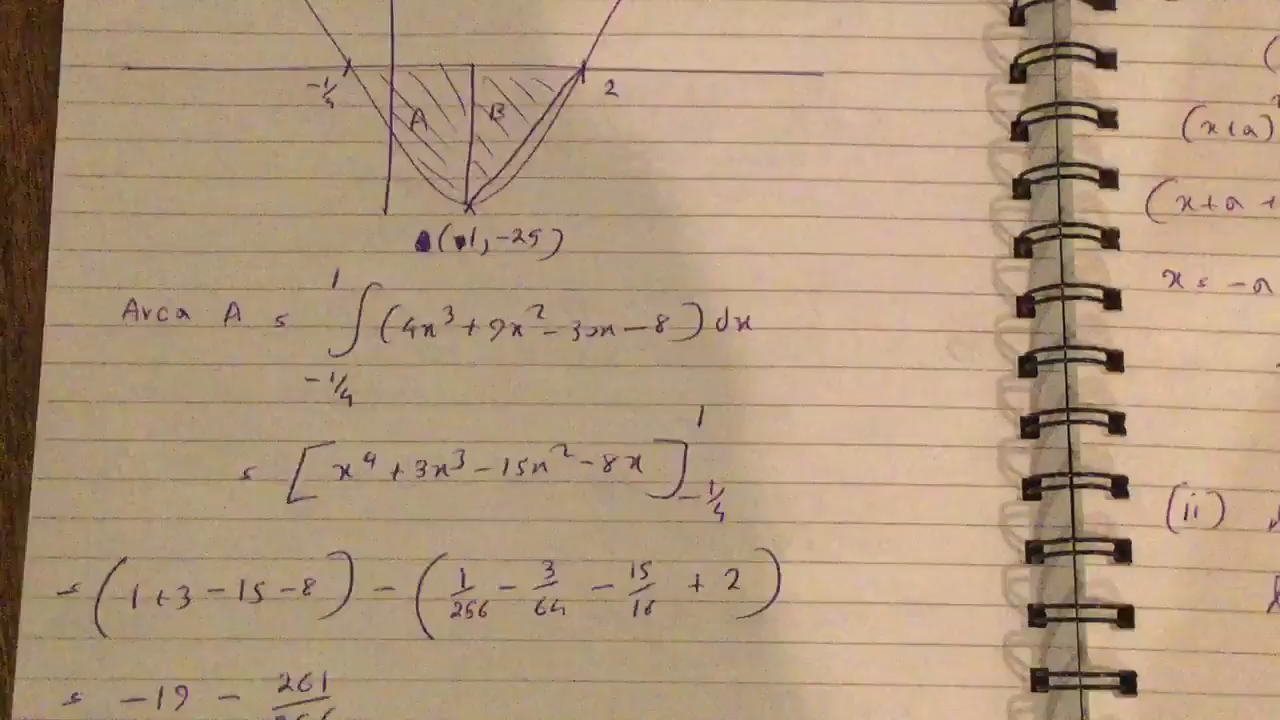 -1/4 2
A B
(1, -25)
Area A = ∫_{-1/4}^{1} (4x³ + 9x² - 30x - 8) dx
= [x⁴ + 3x³ - 15x² - 8x]_{-1/4}^{1}
= (1 + 3 - 15 - 8) - (1/256 - 3/64 - 15/16 + 2)
= -19 - 261/256
(x+a)
(x+a+
x = -a
(ii)